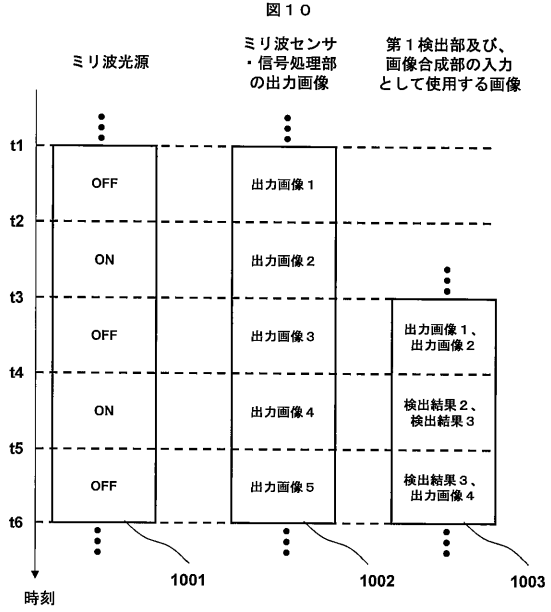 図１０
ミリ波光源
ミリ波センサ
・信号処理部
の出力画像
第１検出部及び、
画像合成部の入力
として使用する画像
t1
OFF
出力画像１
t2
ON
出力画像２
t3
OFF
出力画像３
出力画像１、
出力画像２
t4
ON
出力画像４
検出結果２、
検出結果３
t5
OFF
出力画像５
検出結果３、
出力画像４
t6
時刻
1001
1002
1003